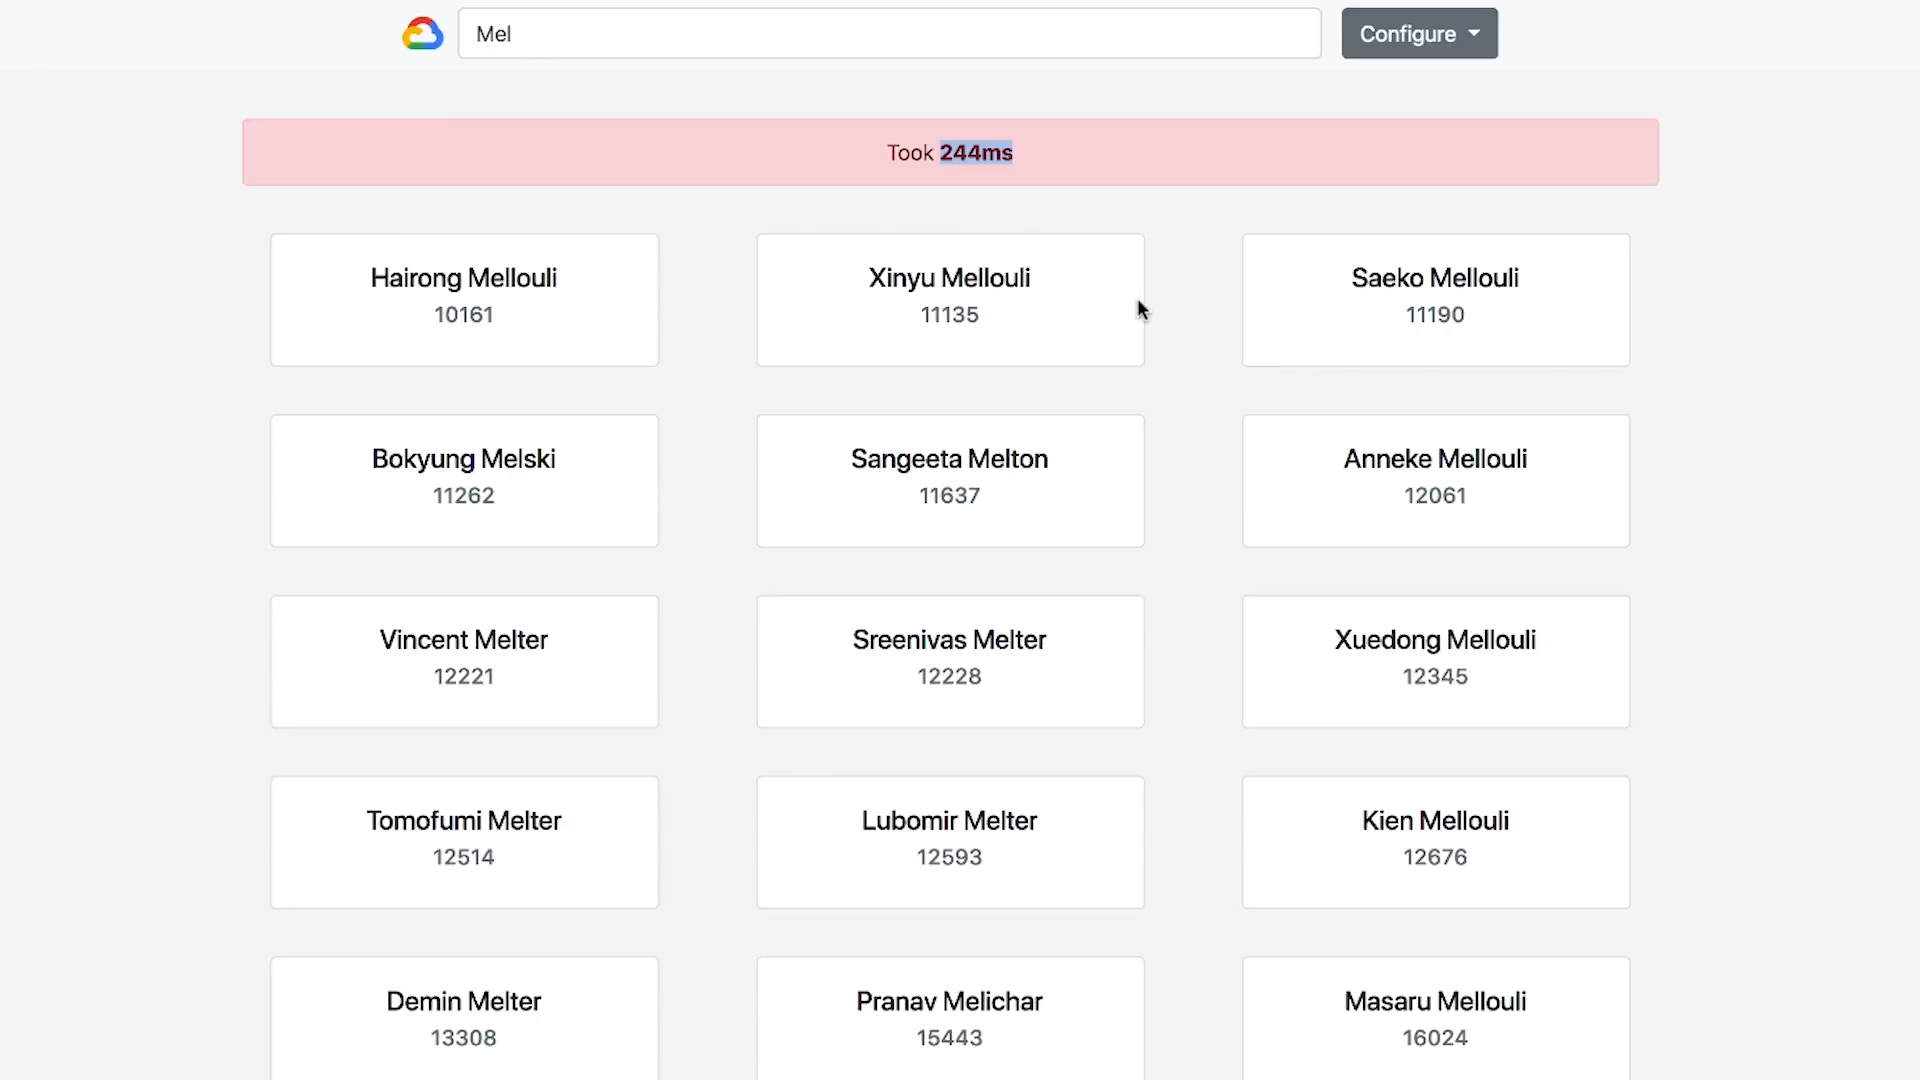 Mel
Configure
Took 244ms
Hairong Mellouli
10161
Xinyu Mellouli
11135
Saeko Mellouli
11190
Bokyung Melski
11262
Sangeeta Melton
11637
Anneke Mellouli
12061
Vincent Melter
12221
Sreenivas Melter
12228
Xuedong Mellouli
12345
Tomofumi Melter
12514
Lubomir Melter
12593
Kien Mellouli
12676
Demin Melter
13308
Pranav Melichar
15443
Masaru Mellouli
16024